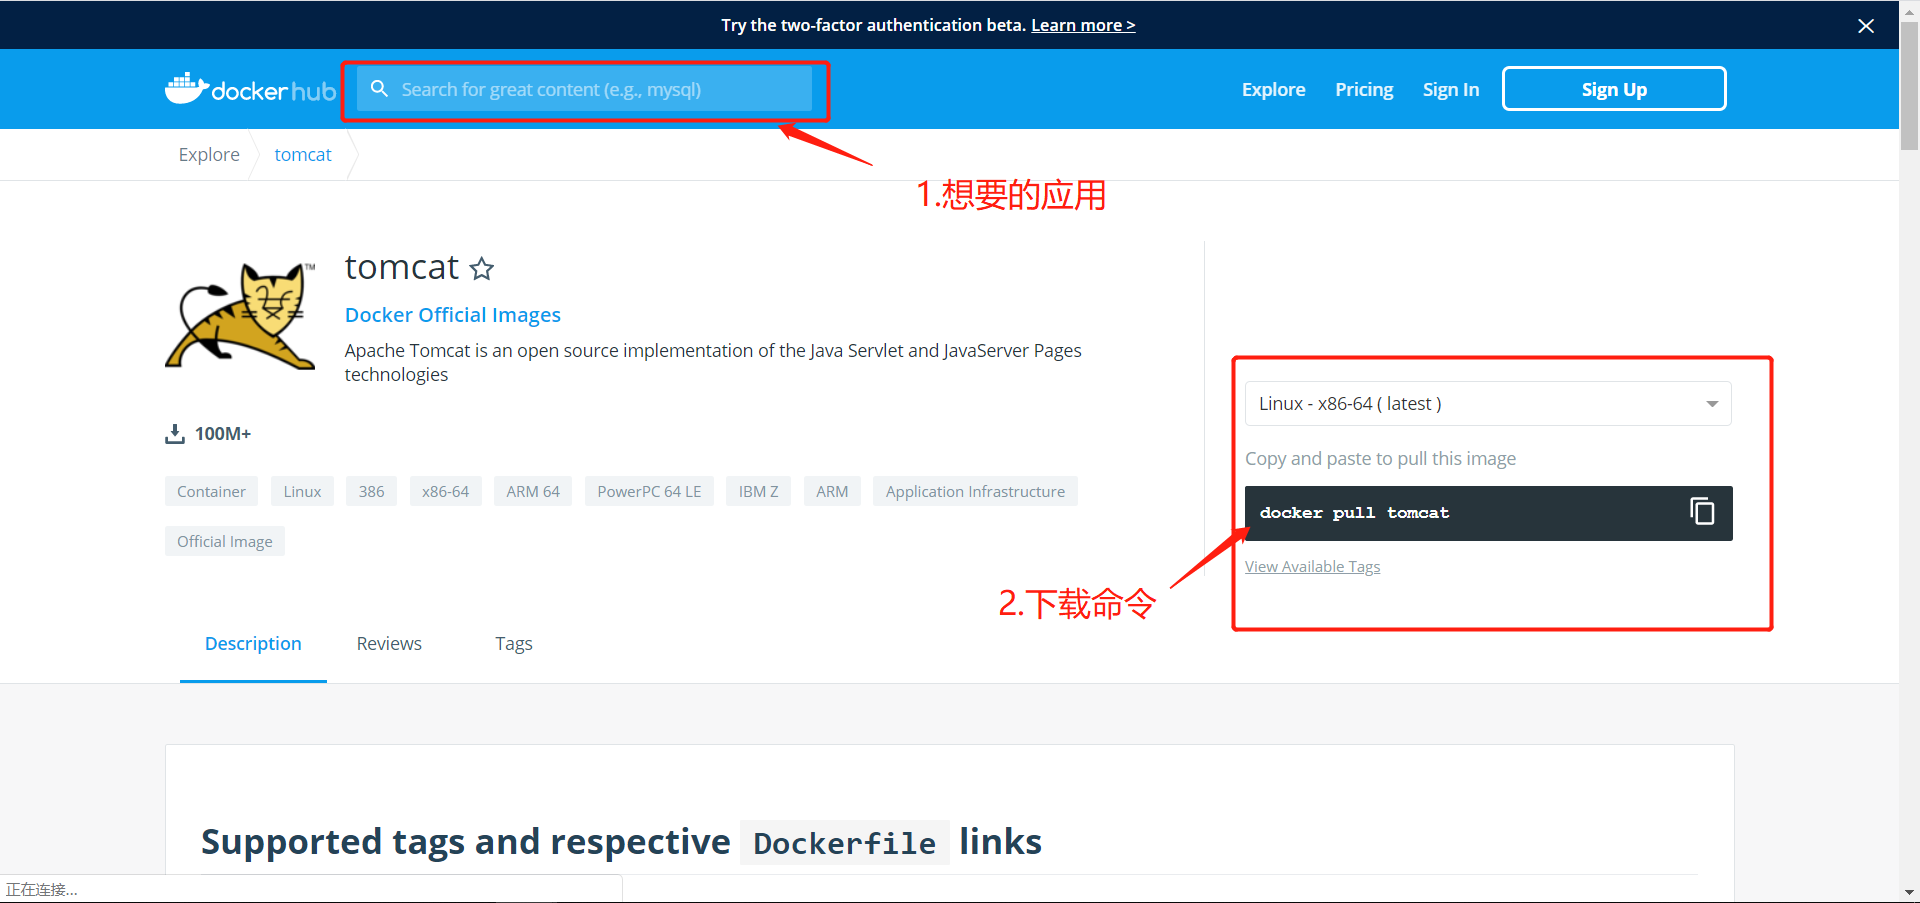 Try the two-factor authentication beta. Learn more >
docker hub
Search for great content (e.g., mysql)
Explore
Pricing
Sign In
Sign Up
Explore
tomcat
1.想要的应用
TM
tomcat
Docker Official Images
Apache Tomcat is an open source implementation of the Java Servlet and JavaServer Pages
technologies
100M+
Container
Linux
386
x86-64
ARM 64
PowerPC 64 LE
IBM Z
ARM
Application Infrastructure
Official Image
Linux - x86-64 ( latest )
Copy and paste to pull this image
docker pull tomcat
View Available Tags
2.下载命令
Description
Reviews
Tags
Supported tags and respective Dockerfile links
正在连接...